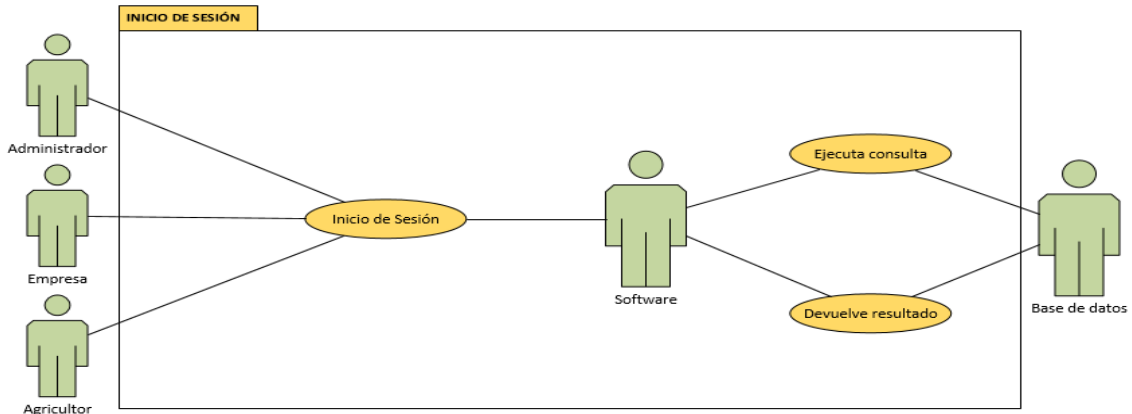 INICIO DE SESIÓN
Administrador
Empresa
Agricultor
Inicio de Sesión
Software
Ejecuta consulta
Devuelve resultado
Base de datos